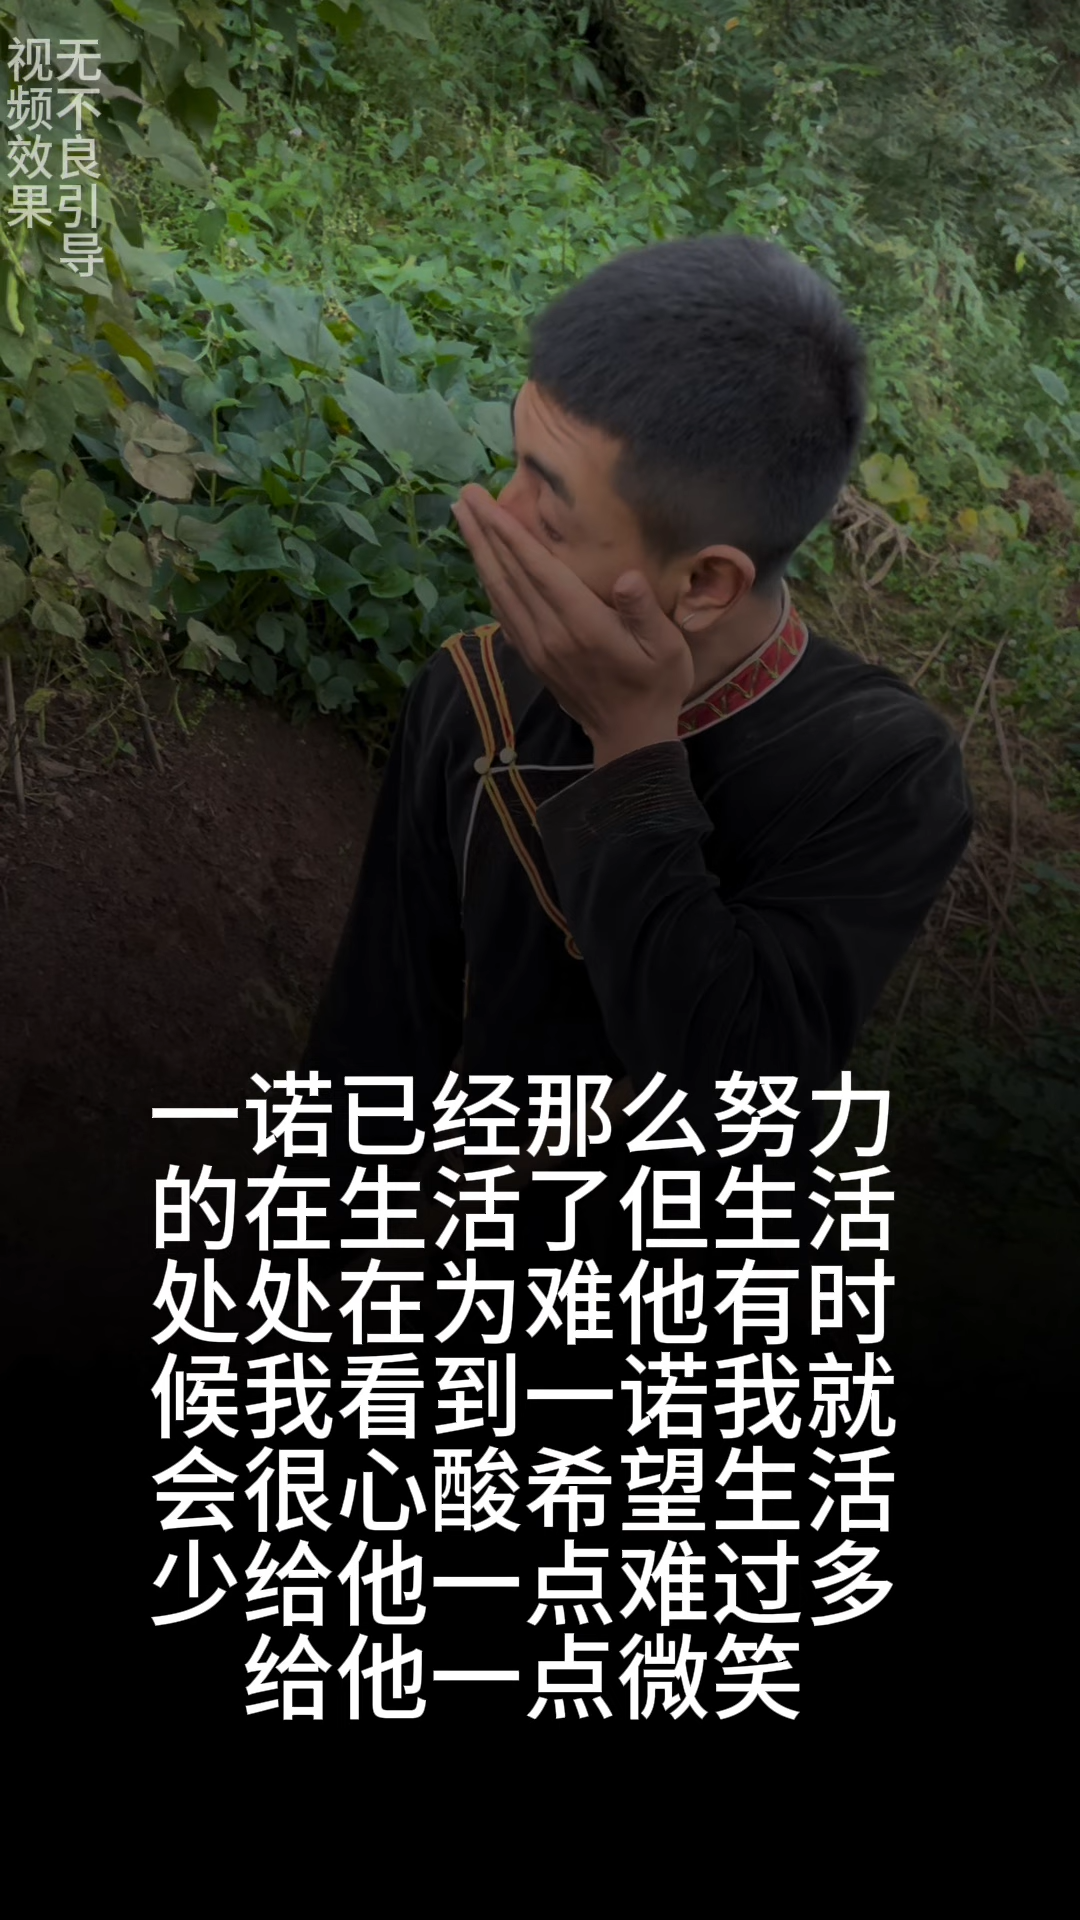 视频效果
无不良引导
一诺已经那么努力
的在生活了但生活
处处在为难他有时
候我看到一诺我就
会很心酸希望生活
少给他一点难过多
给他一点微笑